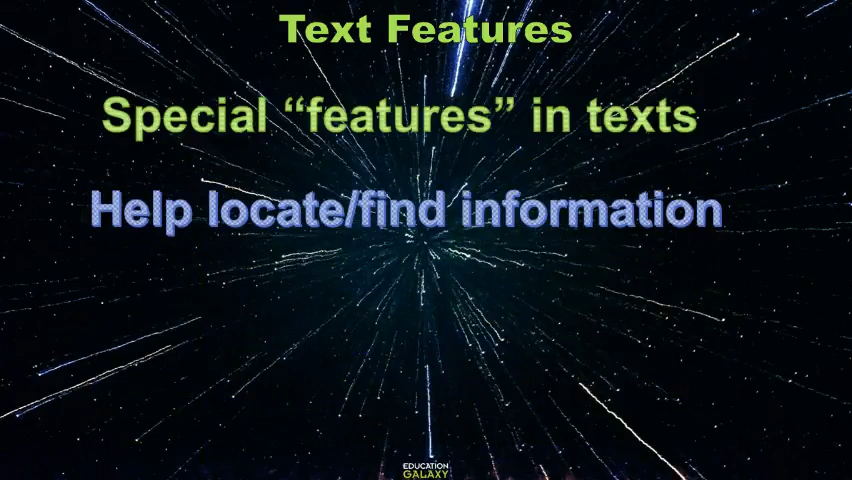 Text Features
Special “features” in texts
Help locate/find information
EDUCATION
GALAXY